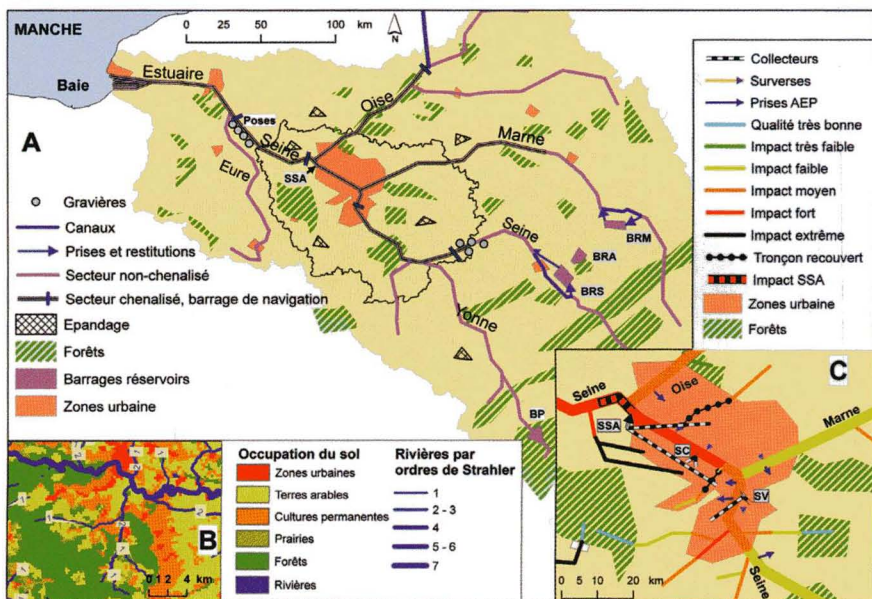 MANCHE
0 20 40 80 120
km
N
Baie
Estuaire
A
Poses
Seine
SSA
Eure
Oise
Marne
Seine
BRM
BRA
BRS
Yonne
BP
Gravières
Canaux
Prises et restitutions
Secteur non-chenalisé
Secteur chenalisé, barrage de navigation
Epandage
Forêts
Barrages réservoirs
Zones urbaine
Collecteurs
Surverses
Prises AEP
Qualité très bonne
Impact très faible
Impact faible
Impact moyen
Impact fort
Impact extrême
Tronçon recouvert
Impact SSA
Zones urbaine
Forêts
B
0 1 2 4 km
Occupation du sol
Zones urbaines
Terres arables
Cultures permanentes
Prairies
Forêts
Rivières
Rivières par
ordres de Strahler
1
2 - 3
4
5 - 6
7
C
Seine
Oise
Marne
SSA
SC
SV
Seine
0 5 10 20
km